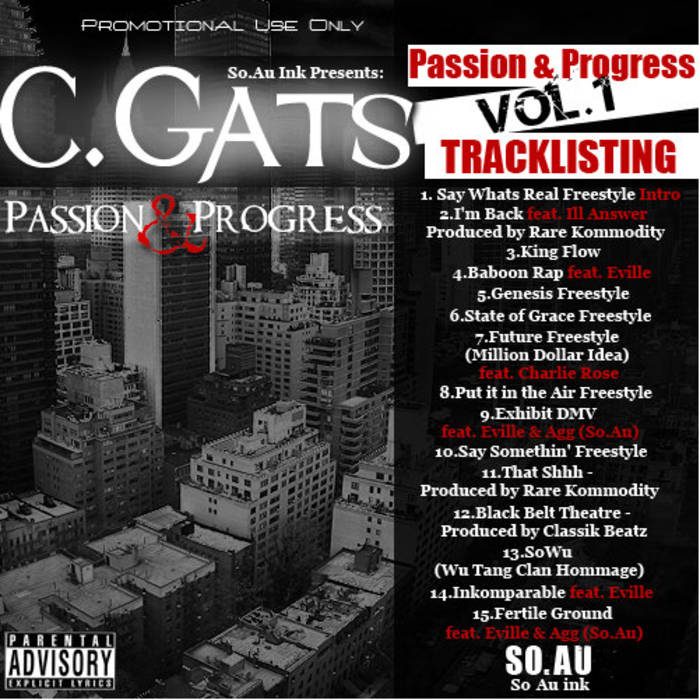 Promotional Use Only
So.Au Ink Presents:
C.Gats
Passion & Progress
Passion & Progress
VOL.1
TRACKLISTING
1. Say Whats Real Freestyle Intro
2.I'm Back feat. Ill Answer
Produced by Rare Kommodity
3.King Flow
4.Baboon Rap feat. Eville
5.Genesis Freestyle
6.State of Grace Freestyle
7.Future Freestyle
(Million Dollar Idea)
feat. Charlie Rose
8.Put it in the Air Freestyle
9.Exhibit DMV
feat. Eville & Agg (So.Au)
10.Say Somethin' Freestyle
11.That Shhh -
Produced by Rare Kommodity
12.Black Belt Theatre -
Produced by Classik Beatz
13.SoWu
(Wu Tang Clan Hommage)
14.Inkomparable feat. Eville
15.Fertile Ground
feat. Eville & Agg (So.Au)
SO.AU
So Au ink
PARENTAL
ADVISORY
EXPLICIT LYRICS